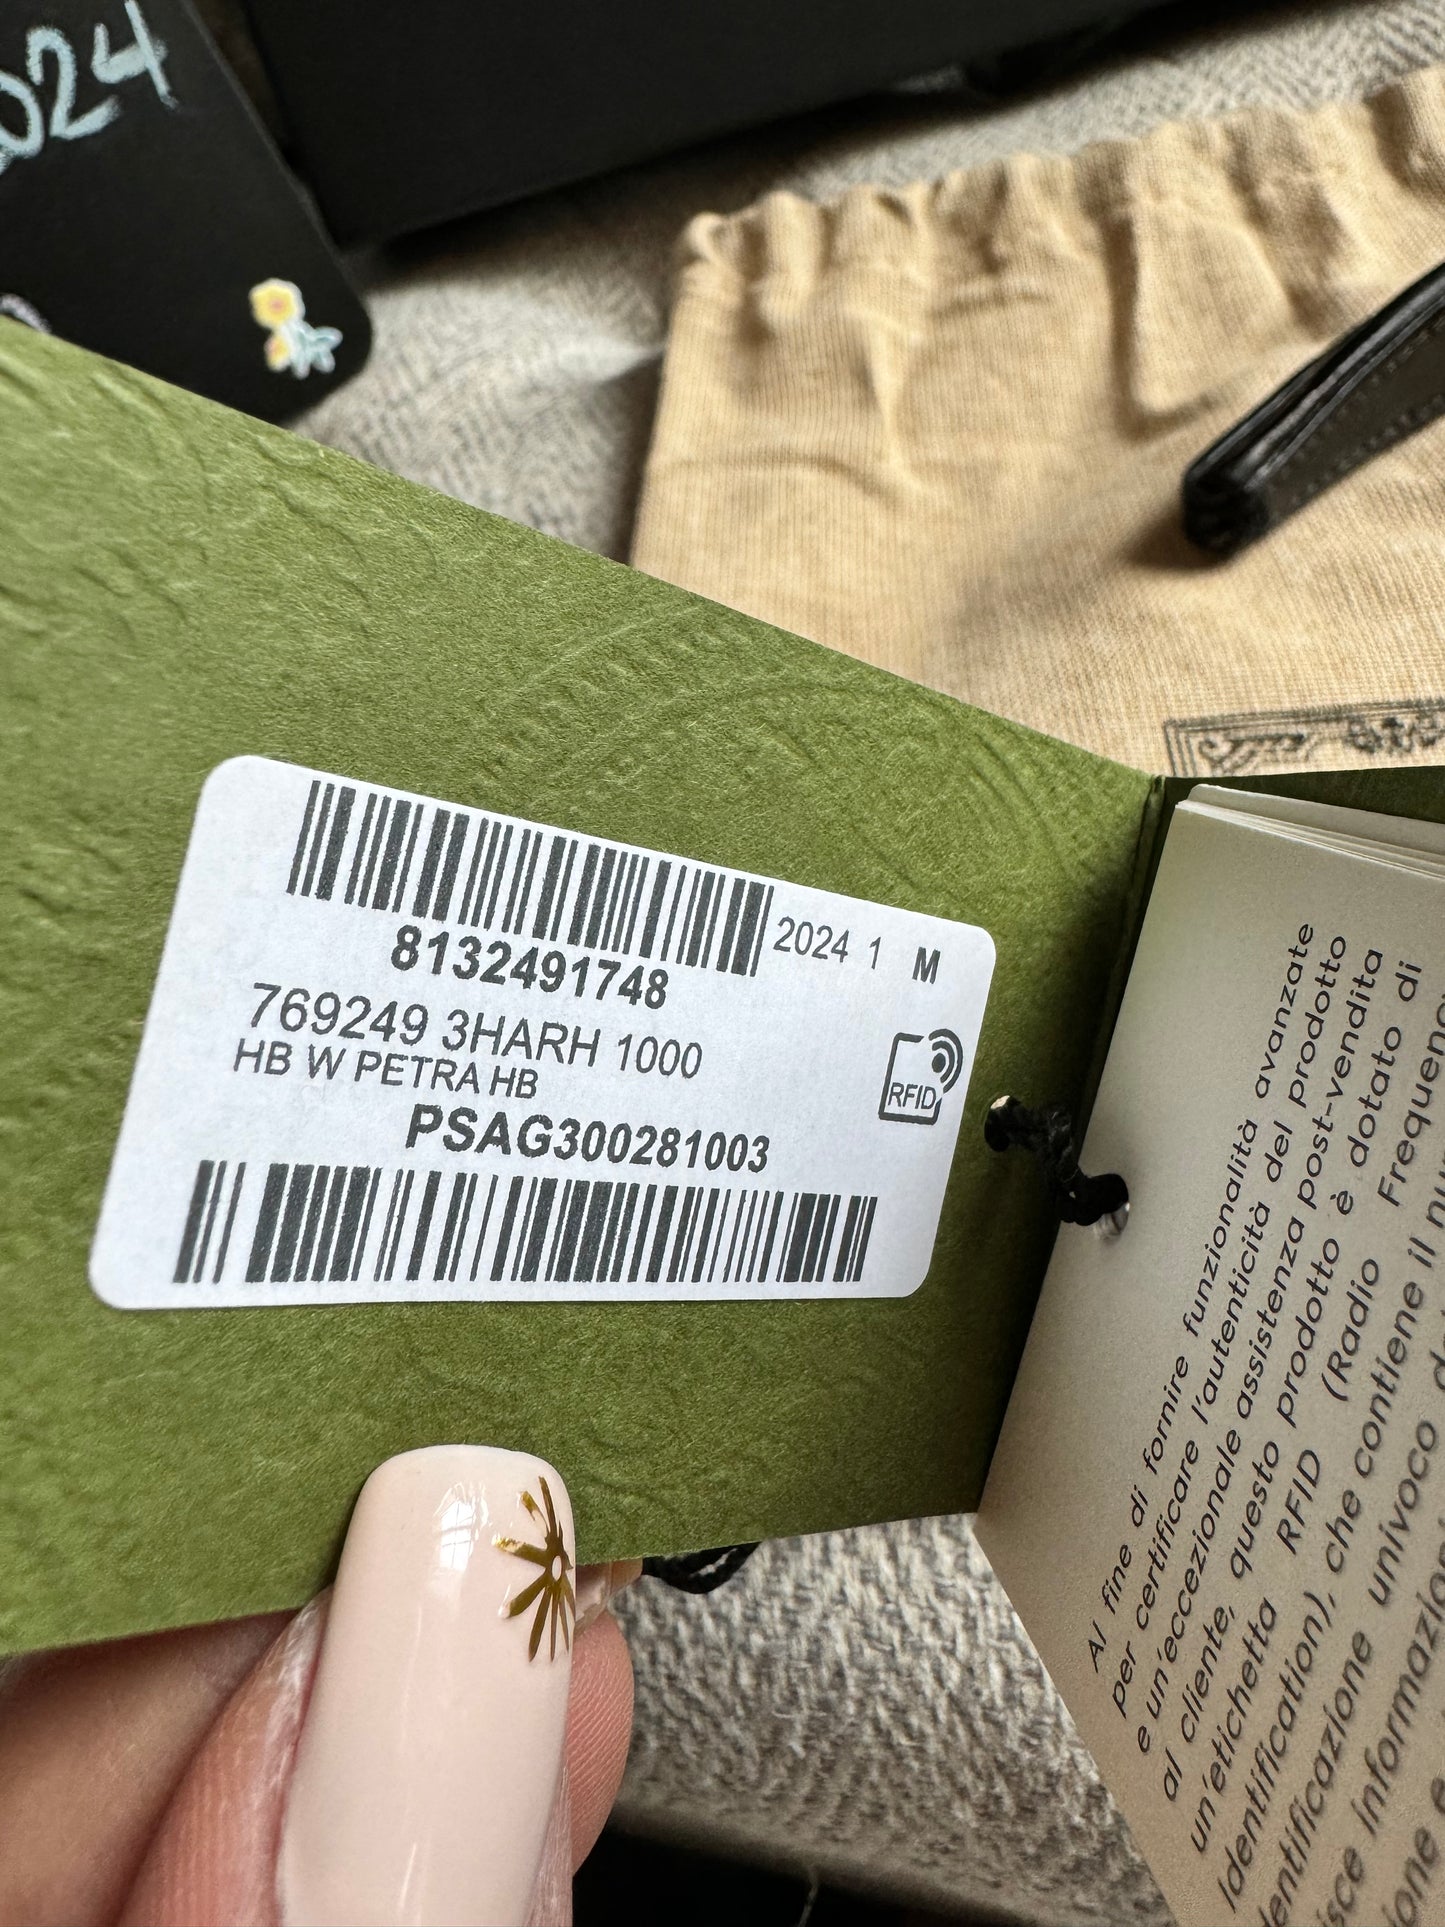 2024
2024 1 M
8132491748
769249 3HARH 1000
HB W PETRA HB
PSAG300281003
RFID
Al fine di fornire funzionalità avanzate
per certificare l'autenticità del prodotto
e un'eccezionale assistenza post-vendita
al cliente, questo prodotto è dotato di
un'etichetta RFID (Radio Frequency
Identification), che contiene il
identificazione univoco
informazioni